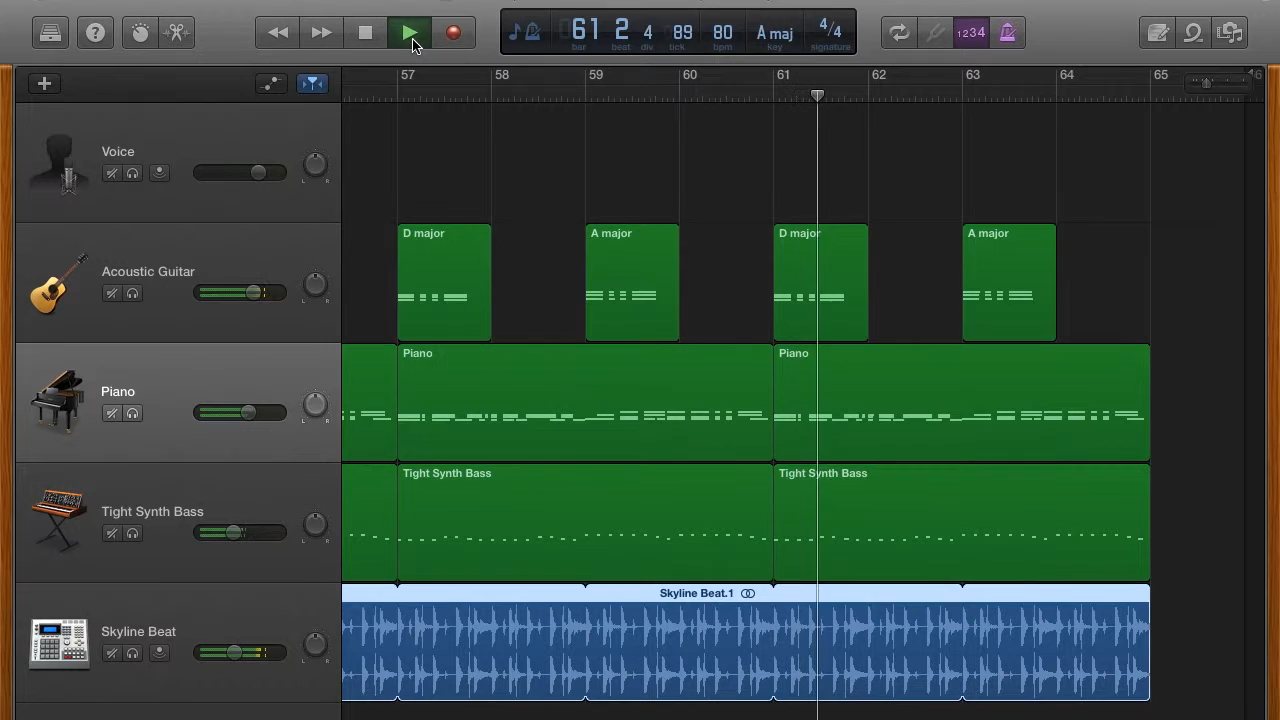 ? 1234
61 2 4 89 80 A maj 4/4
bar beat div tick bpm key signature
57 58 59 60 61 62 63 64 65
Voice
L R
D major A major D major A major
Acoustic Guitar
L R
Piano Piano
Piano
L R
Tight Synth Bass Tight Synth Bass
Tight Synth Bass
L R
Skyline Beat.1
Skyline Beat
L R